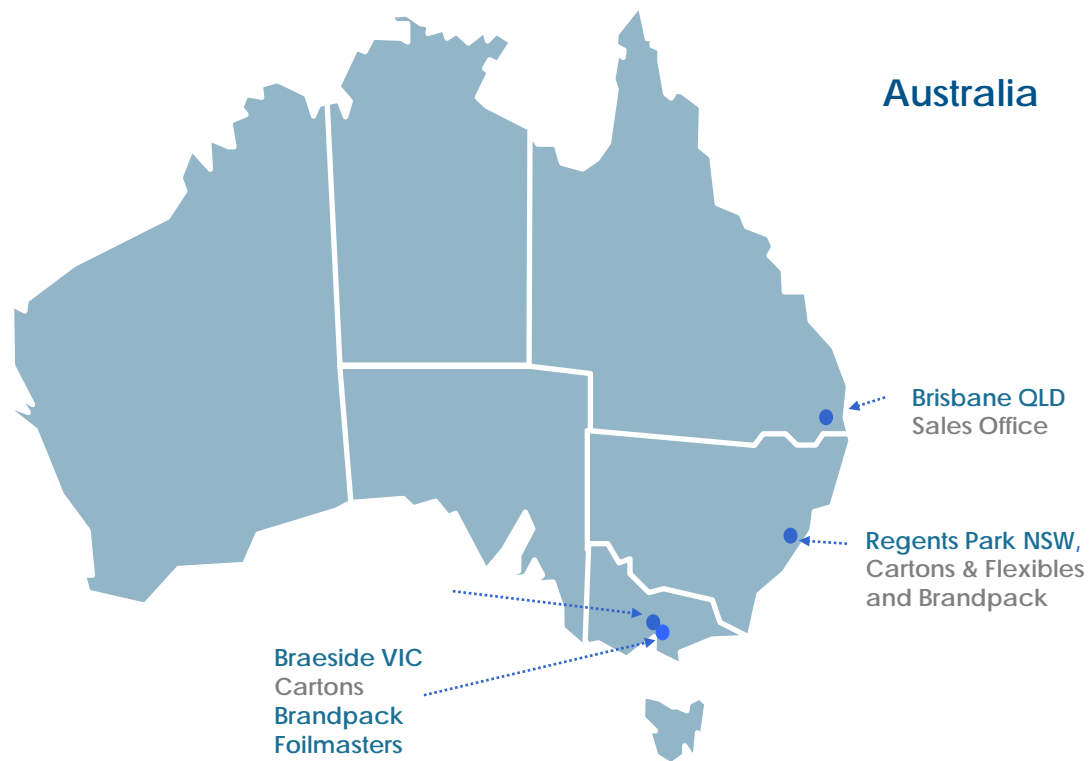 Australia
Brisbane QLD
Sales Office
Regents Park NSW,
Cartons & Flexibles
and Brandpack
Braeside VIC
Cartons
Brandpack
Foilmasters